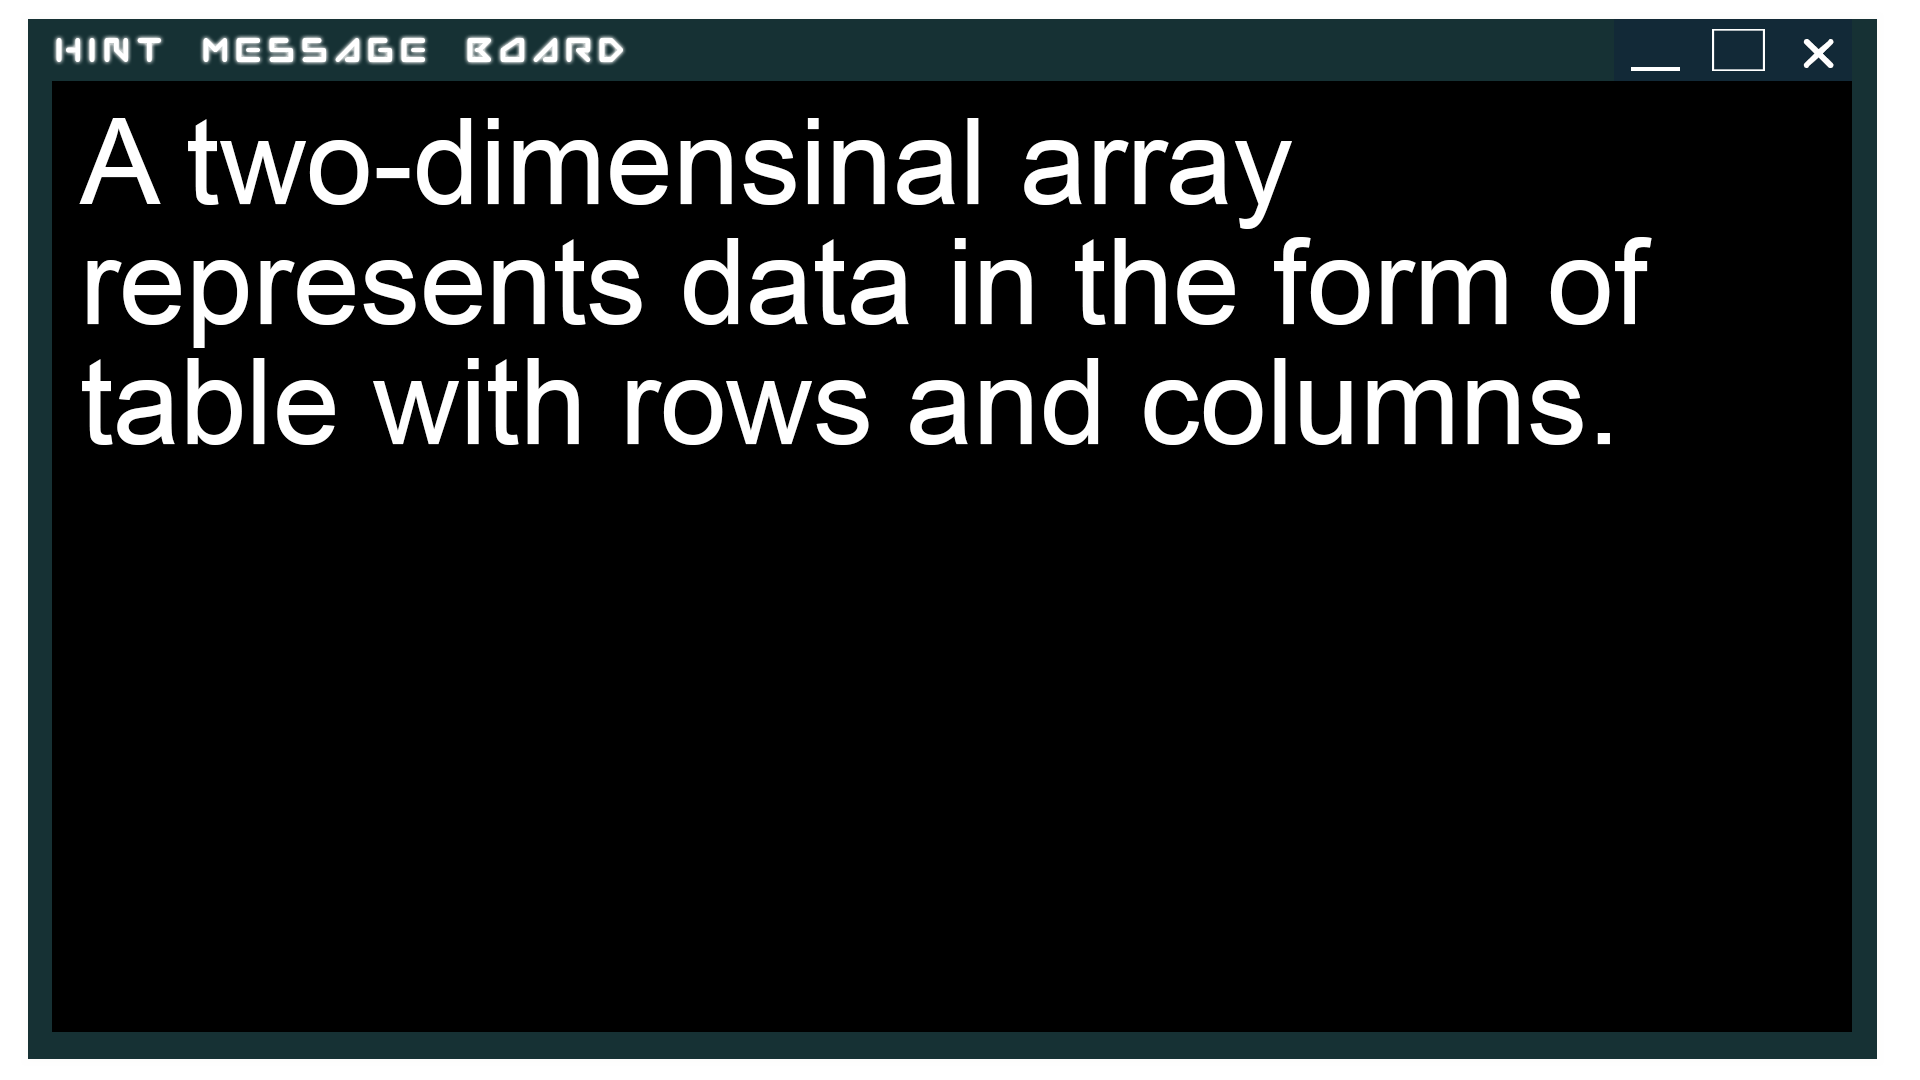 HINT MESSAGE BOARD
A two-dimensinal array
represents data in the form of
table with rows and columns.